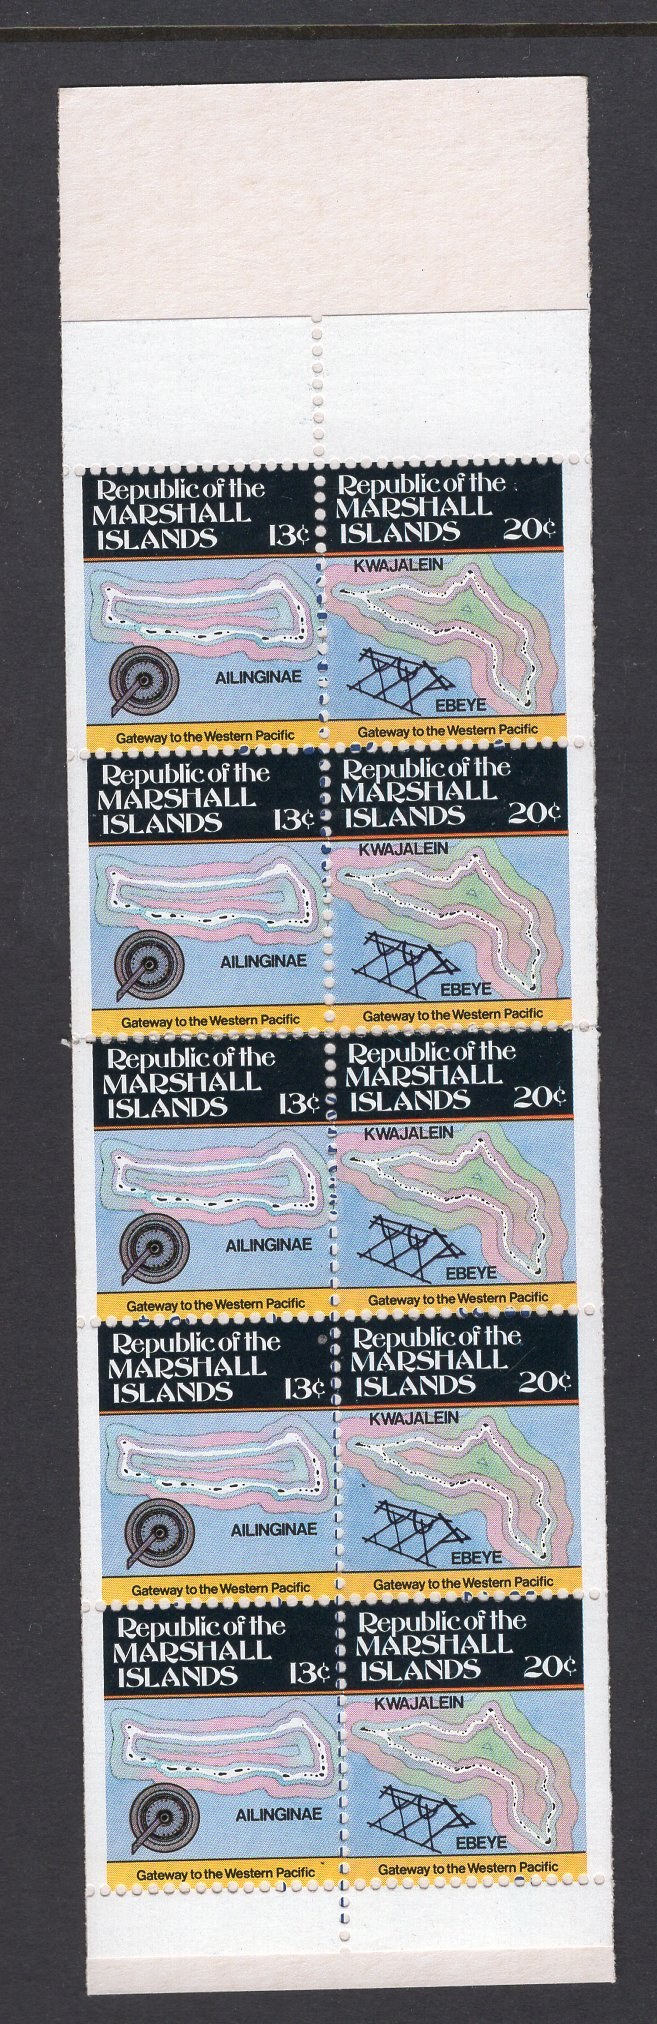 Republic of the
MARSHALL
ISLANDS 13¢
AILINGINAE
Gateway to the Western Pacific
Republic of the
MARSHALL
ISLANDS 20¢
KWAJALEIN
EBEYE
Gateway to the Western Pacific
Republic of the
MARSHALL
ISLANDS 13¢
AILINGINAE
Gateway to the Western Pacific
Republic of the
MARSHALL
ISLANDS 20¢
KWAJALEIN
EBEYE
Gateway to the Western Pacific
Republic of the
MARSHALL
ISLANDS 13¢
AILINGINAE
Gateway to the Western Pacific
Republic of the
MARSHALL
ISLANDS 20¢
KWAJALEIN
EBEYE
Gateway to the Western Pacific
Republic of the
MARSHALL
ISLANDS 13¢
AILINGINAE
Gateway to the Western Pacific
Republic of the
MARSHALL
ISLANDS 20¢
KWAJALEIN
EBEYE
Gateway to the Western Pacific
Republic of the
MARSHALL
ISLANDS 13¢
AILINGINAE
Gateway to the Western Pacific
Republic of the
MARSHALL
ISLANDS 20¢
KWAJALEIN
EBEYE
Gateway to the Western Pacific